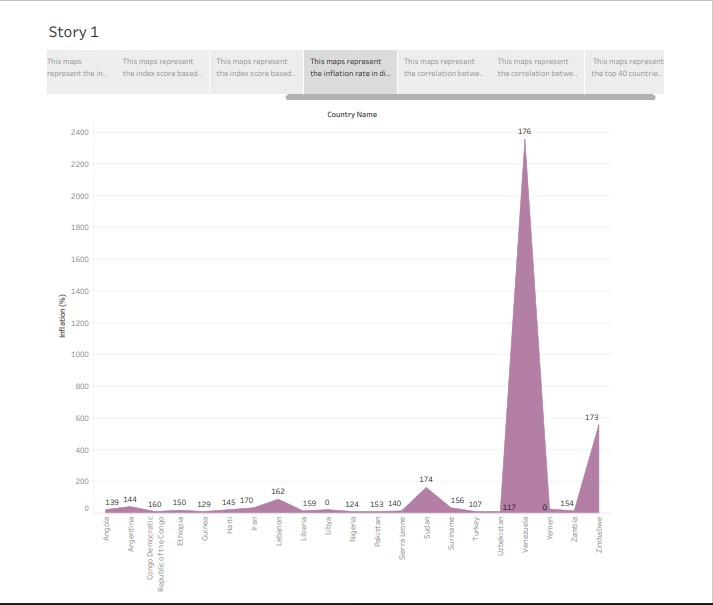 Story 1
This maps
represent the in...
This maps represent
the index score based..
This maps represent
the index score based..
This maps represent
the inflation rate in di...
This maps represent
the correlation betwe..
This maps represent
the correlation betwe..
This maps represent
the top 40 countrie...
Country Name
2400
2200
2000
1800
1600
1400
1200
1000
800
600
400
200
0
Inflation (%)
139
144
160
150
129
145
170
162
159
0
124
153
140
174
156
107
117
176
0
154
173
Angola
Argentina
Congo Democratic
Republic of the Congo
Ethiopia
Guinea
Haiti
Iran
Lebanon
Liberia
Libya
Nigeria
Pakistan
Sierra Leone
Sudan
Suriname
Turkey
Uzbekistan
Venezuela
Yemen
Zambia
Zimbabwe